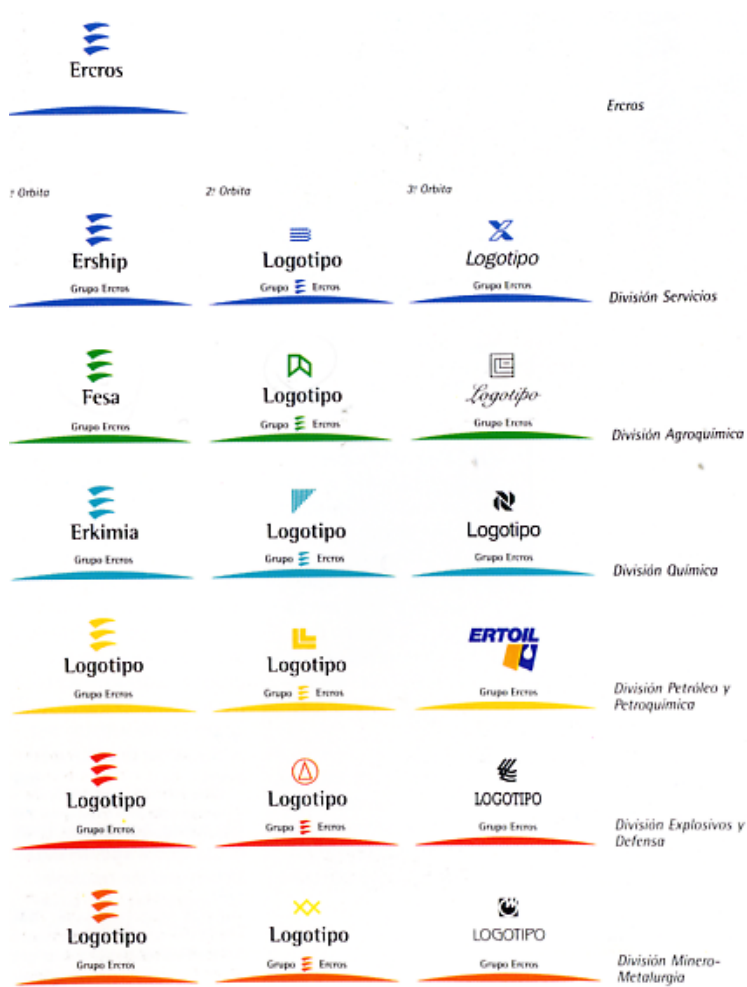 Ercros
Ercros
1ª Orbita
2ª Orbita
3ª Orbita
Ership
Logotipo
Logotipo
Grupo Ercros
Grupo Ercros
Grupo Ercros
División Servicios
Fesa
Logotipo
Logotipo
Grupo Ercros
Grupo Ercros
Grupo Ercros
División Agroquímica
Erkimia
Logotipo
Logotipo
Grupo Ercros
Grupo Ercros
Grupo Ercros
División Química
ERTOIL
Logotipo
Logotipo
Grupo Ercros
Grupo Ercros
Grupo Ercros
División Petróleo y
Petroquímica
Logotipo
Logotipo
LOGOTIPO
Grupo Ercros
Grupo Ercros
Grupo Ercros
División Explosivos y
Defensa
Logotipo
Logotipo
LOGOTIPO
Grupo Ercros
Grupo Ercros
Grupo Ercros
División Minero-
Metalurgia